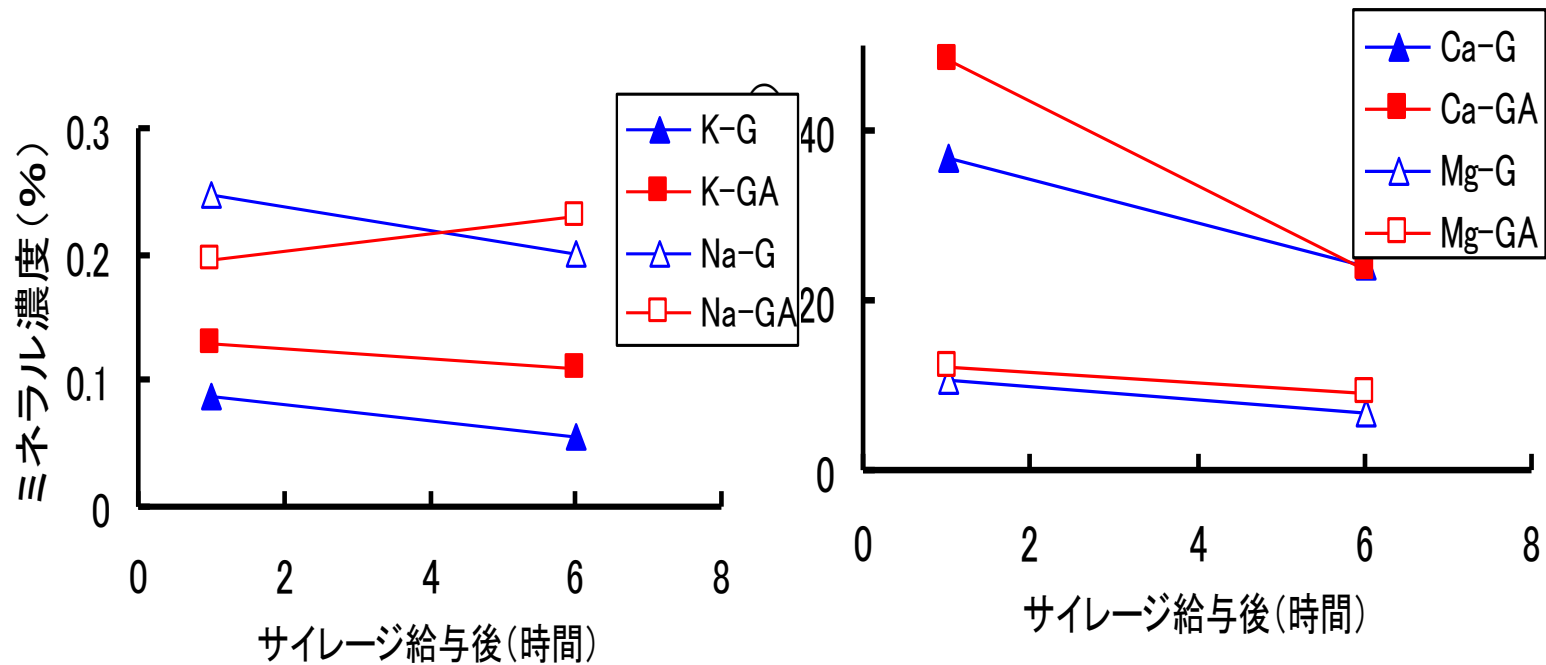 ミネラル濃度(%)
0.3
0.2
0.1
0
0 2 4 6 8
サイレージ給与後(時間)
K-G
K-GA
Na-G
Na-GA
40
20
0
0 2 4 6 8
サイレージ給与後(時間)
Ca-G
Ca-GA
Mg-G
Mg-GA